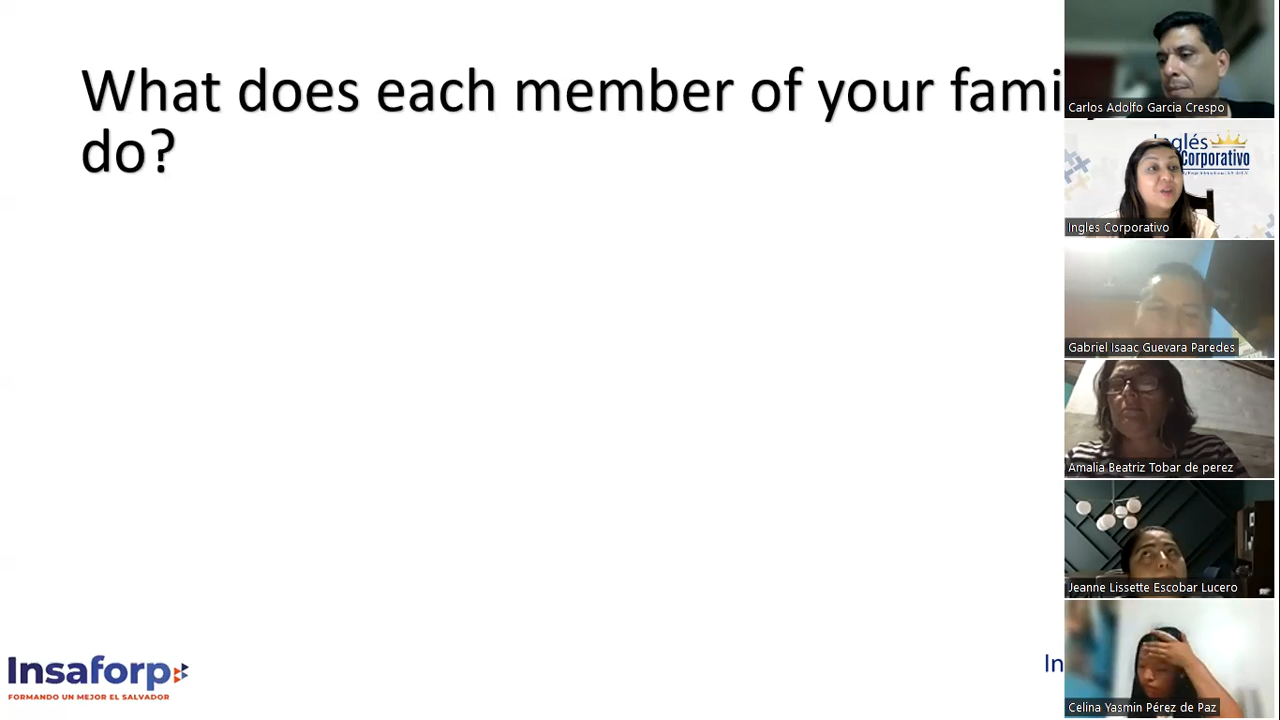 What does each member of your fami
do?
Carlos Adolfo Garcia Crespo
Inglés
Corporativo
Ingles Corporativo
Gabriel Isaac Guevara Paredes
Amalia Beatriz Tobar de perez
Jeanne Lissette Escobar Lucero
Celina Yasmin Pérez de Paz
Insaforp
FORMANDO UN MEJOR EL SALVADOR
In